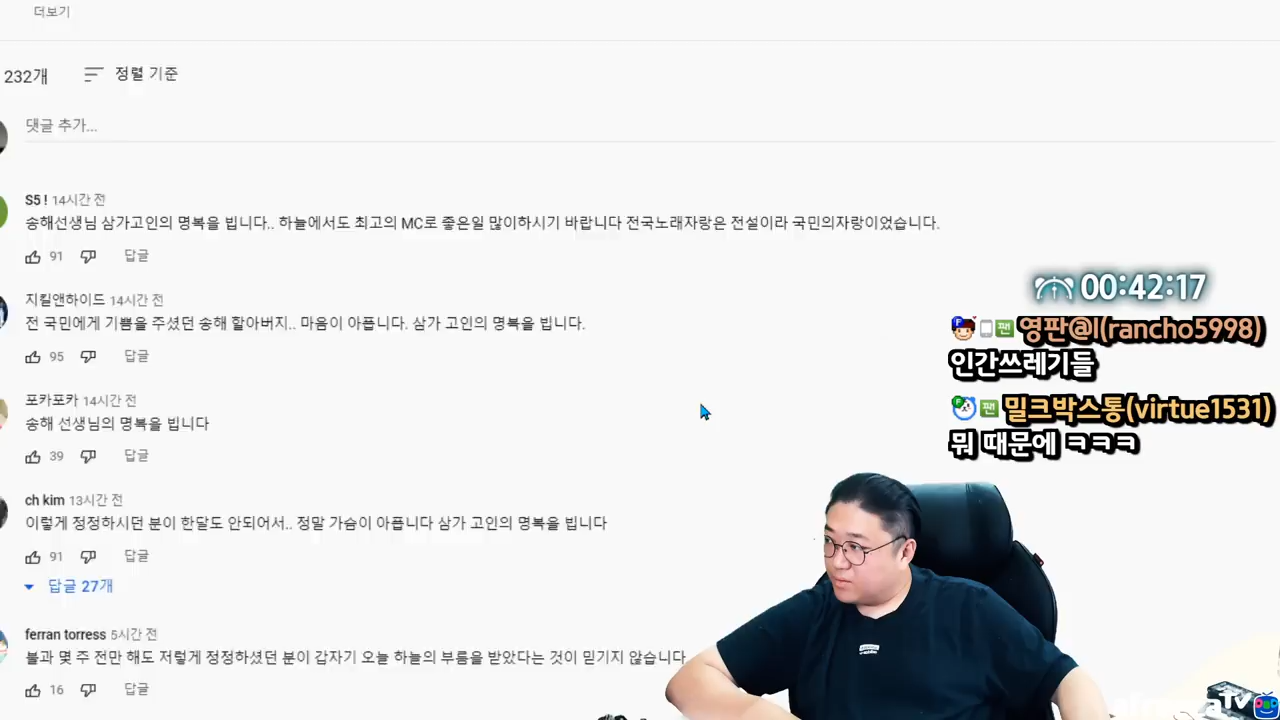 더보기
232개
정렬 기준
댓글 추가...
S5 ! 14시간 전
송해선생님 삼가고인의 명복을 빕니다.. 하늘에서도 최고의 MC로 좋은일 많이하시기 바랍니다 전국노래자랑은 전설이라 국민의자랑이었습니다.
91 답글
지킬앤하이드 14시간 전
전 국민에게 기쁨을 주셨던 송해 할아버지.. 마음이 아픕니다. 삼가 고인의 명복을 빕니다.
95 답글
포카포카 14시간 전
송해 선생님의 명복을 빕니다
39 답글
ch kim 13시간 전
이렇게 정정하시던 분이 한달도 안되어서.. 정말 가슴이 아픕니다 삼가 고인의 명복을 빕니다
91 답글
답글 27개
ferran torress 5시간 전
불과 몇 주 전만 해도 저렇게 정정하셨던 분이 갑자기 오늘 하늘의 부름을 받았다는 것이 믿기지 않습니다
16 답글
00:42:17
팬 영판@l(rancho5998)
인간쓰레기들
팬 밀크박스통(virtue1531)
뭐 때문에 ㅋㅋㅋ